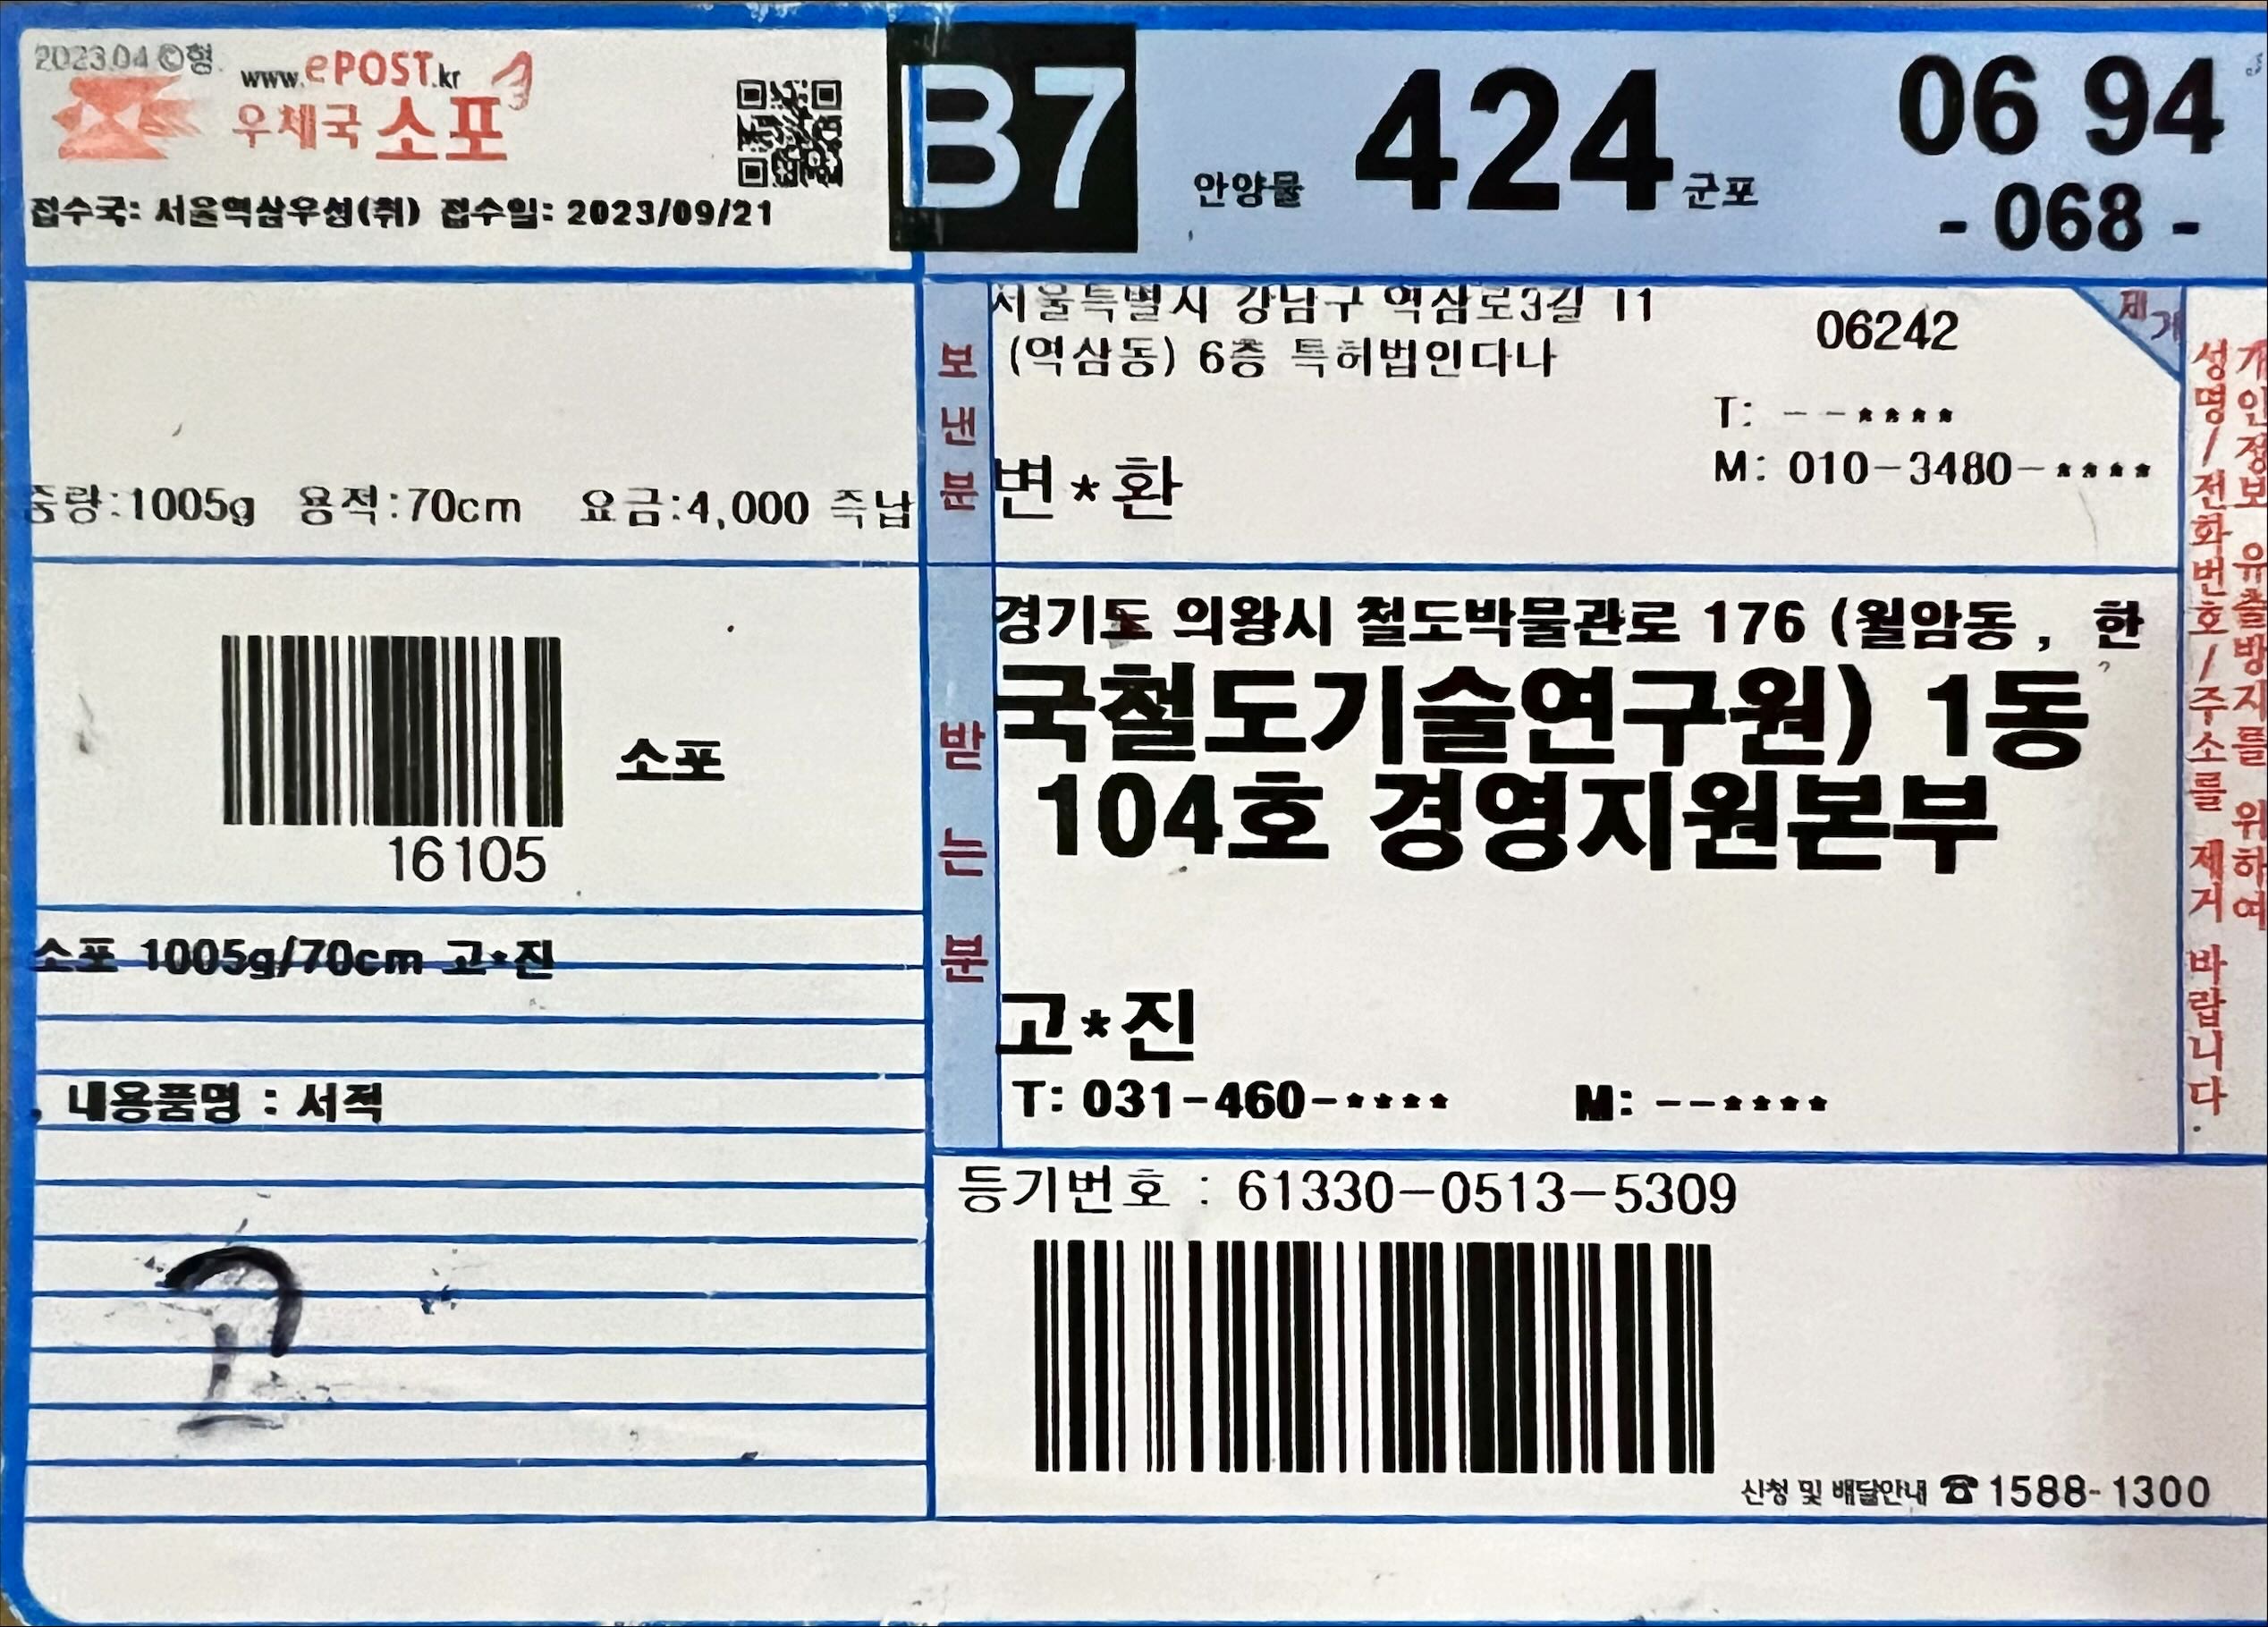 2023.04 ⓒ형
www.ePOST.kr
우체국 소포
접수국: 서울역삼우성(취) 접수일: 2023/09/21
B7 안양물 424 군포
06 94
- 068 -
중량:1005g 용적:70cm 요금:4,000 즉납
보낸분
서울특별시 강남구 역삼로3길 11
(역삼동) 6층 특허법인다나
06242
T: --****
M: 010-3480-****
변*환
제거
개인정보 유출방지를 위하여
성명/전화번호/주소를 제거 바랍니다.
16105
소포
받는분
경기도 의왕시 철도박물관로 176 (월암동, 한
국철도기술연구원) 1동
104호 경영지원본부
고*진
T: 031-460-**** M: --****
소포 1005g/70cm 고*진
, 내용품명 : 서적
등기번호 : 61330-0513-5309
신청 및 배달안내 ☎ 1588-1300